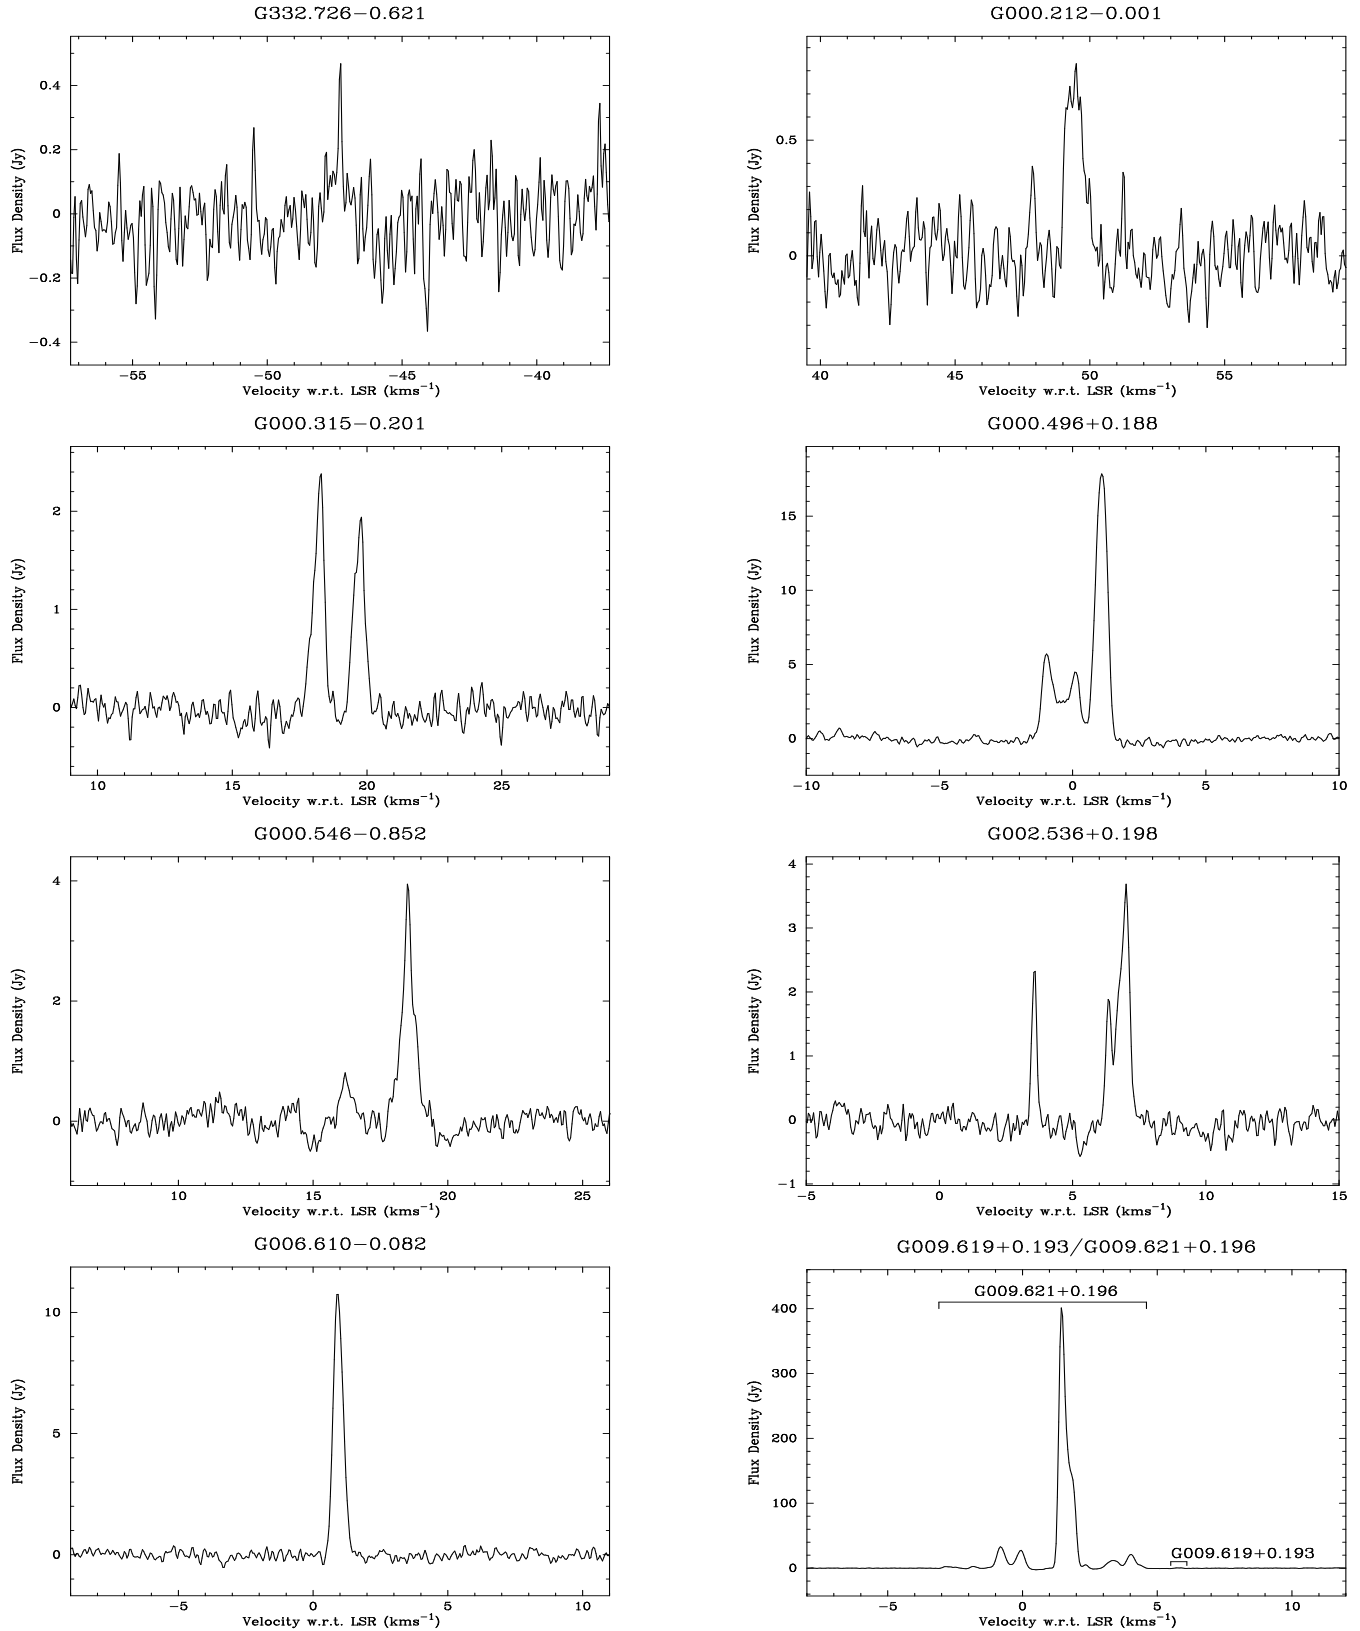 G332.726−0.621
G000.212−0.001
Flux Density (Jy)
0.4
0.2
0
−0.2
−0.4
−55
−50
−45
−40
Velocity w.r.t. LSR (kms⁻¹)
Flux Density (Jy)
0.5
0
40
45
50
55
Velocity w.r.t. LSR (kms⁻¹)
G000.315−0.201
G000.496+0.188
Flux Density (Jy)
2
1
0
10
15
20
25
Velocity w.r.t. LSR (kms⁻¹)
Flux Density (Jy)
15
10
5
0
−10
−5
0
5
10
Velocity w.r.t. LSR (kms⁻¹)
G000.546−0.852
G002.536+0.198
Flux Density (Jy)
4
2
0
10
15
20
25
Velocity w.r.t. LSR (kms⁻¹)
Flux Density (Jy)
4
3
2
1
0
−1
−5
0
5
10
15
Velocity w.r.t. LSR (kms⁻¹)
G006.610−0.082
G009.619+0.193/G009.621+0.196
Flux Density (Jy)
10
5
0
−5
0
5
10
Velocity w.r.t. LSR (kms⁻¹)
G009.621+0.196
Flux Density (Jy)
400
300
200
100
0
G009.619+0.193
−5
0
5
10
Velocity w.r.t. LSR (kms⁻¹)